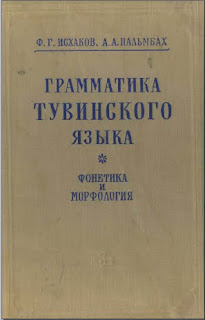 Ф. Г. ИСХАКОВ, А. А. ПАЛЬМБАХ
ГРАММАТИКА
ТУВИНСКОГО
ЯЗЫКА
*
ФОНЕТИКА
И
МОРФОЛОГИЯ